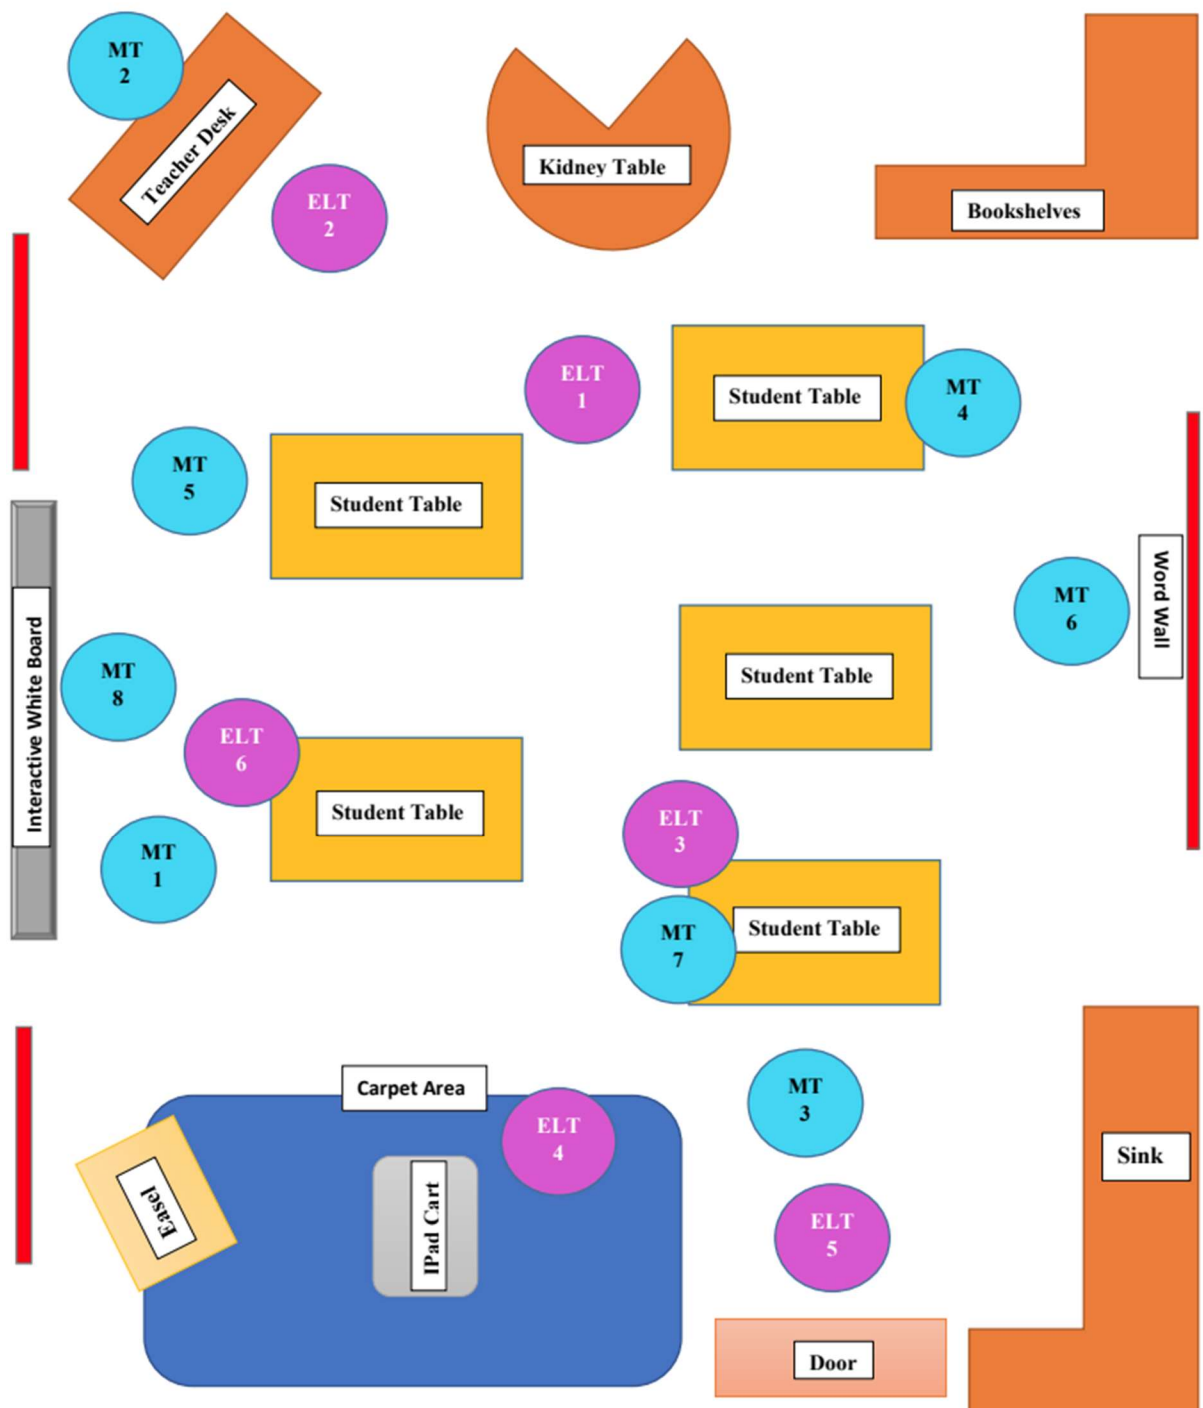 MT
2
Teacher Desk
ELT
2
Kidney Table
Bookshelves
ELT
1
Student Table
MT
4
MT
5
Student Table
Word Wall
MT
6
Interactive White Board
MT
8
Student Table
ELT
6
Student Table
ELT
3
MT
1
MT
7
Student Table
Carpet Area
MT
3
ELT
4
Sink
Easel
IPad Cart
ELT
5
Door